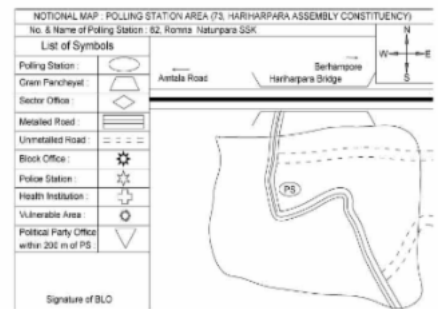 NOTIONAL MAP : POLLING STATION AREA (73, HARIHARPARA ASSEMBLY CONSTITUENCY)
No. & Name of Polling Station : 62, Romna Naturpara SSK
List of Symbols
N
W
E
S
Polling Station :
Gram Panchayat :
Sector Office :
Metalled Road :
Unmetalled Road :
Block Office :
Police Station :
Health Institution :
Vulnerable Area :
Political Party Office
within 200 m of PS :
Signature of BLO
Amtala Road
Berhampore
Hariharpara Bridge
PS